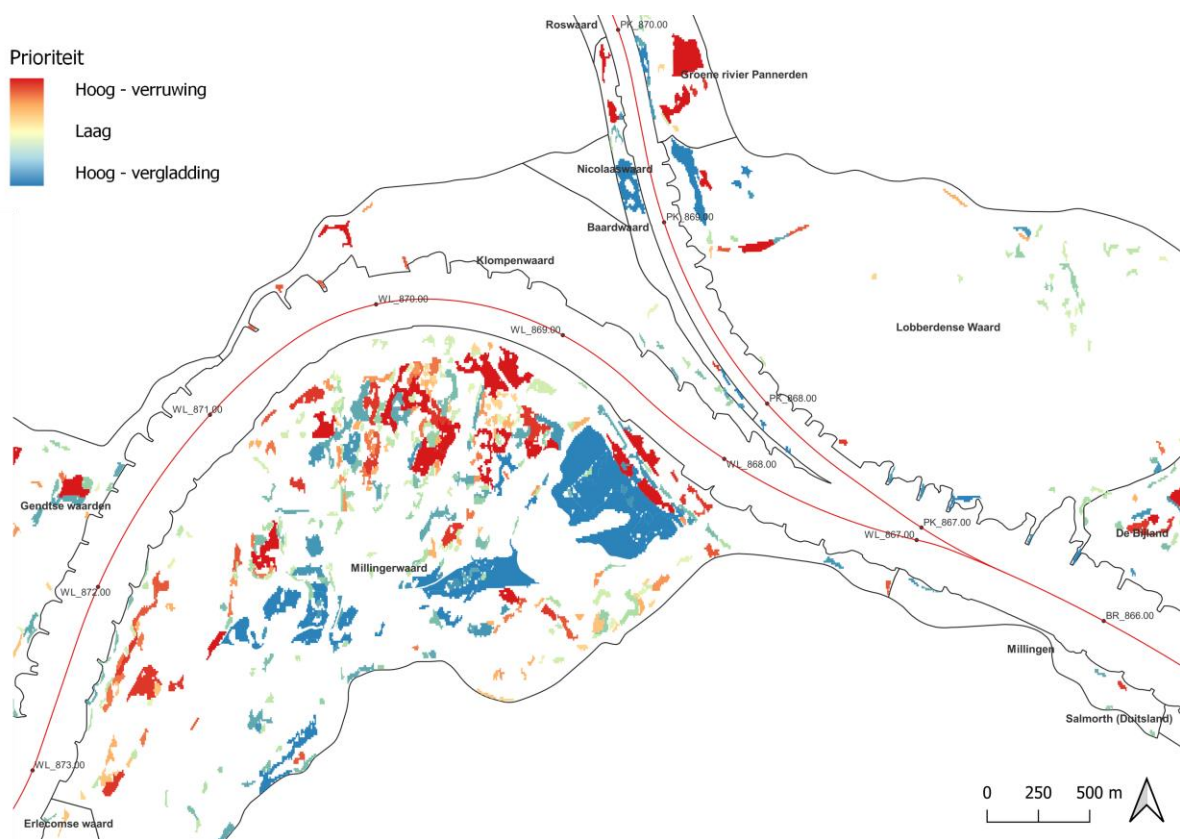 Prioriteit
Hoog - verruwing
Laag
Hoog - vergladding
Roswaard
PK_870.00
Groene rivier Pannerden
Nicolaaswaard
Baardwaard
PK_869.00
Klompenwaard
WL_870.00
WL_869.00
Lobberdense Waard
WL_871.00
PK_868.00
WL_868.00
Gendtse waarden
PK_867.00
WL_867.00
De Bijland
Millingerwaard
WL_872.00
BR_866.00
Millingen
Salmorth (Duitsland)
WL_873.00
Erlecomse waard
0 250 500 m